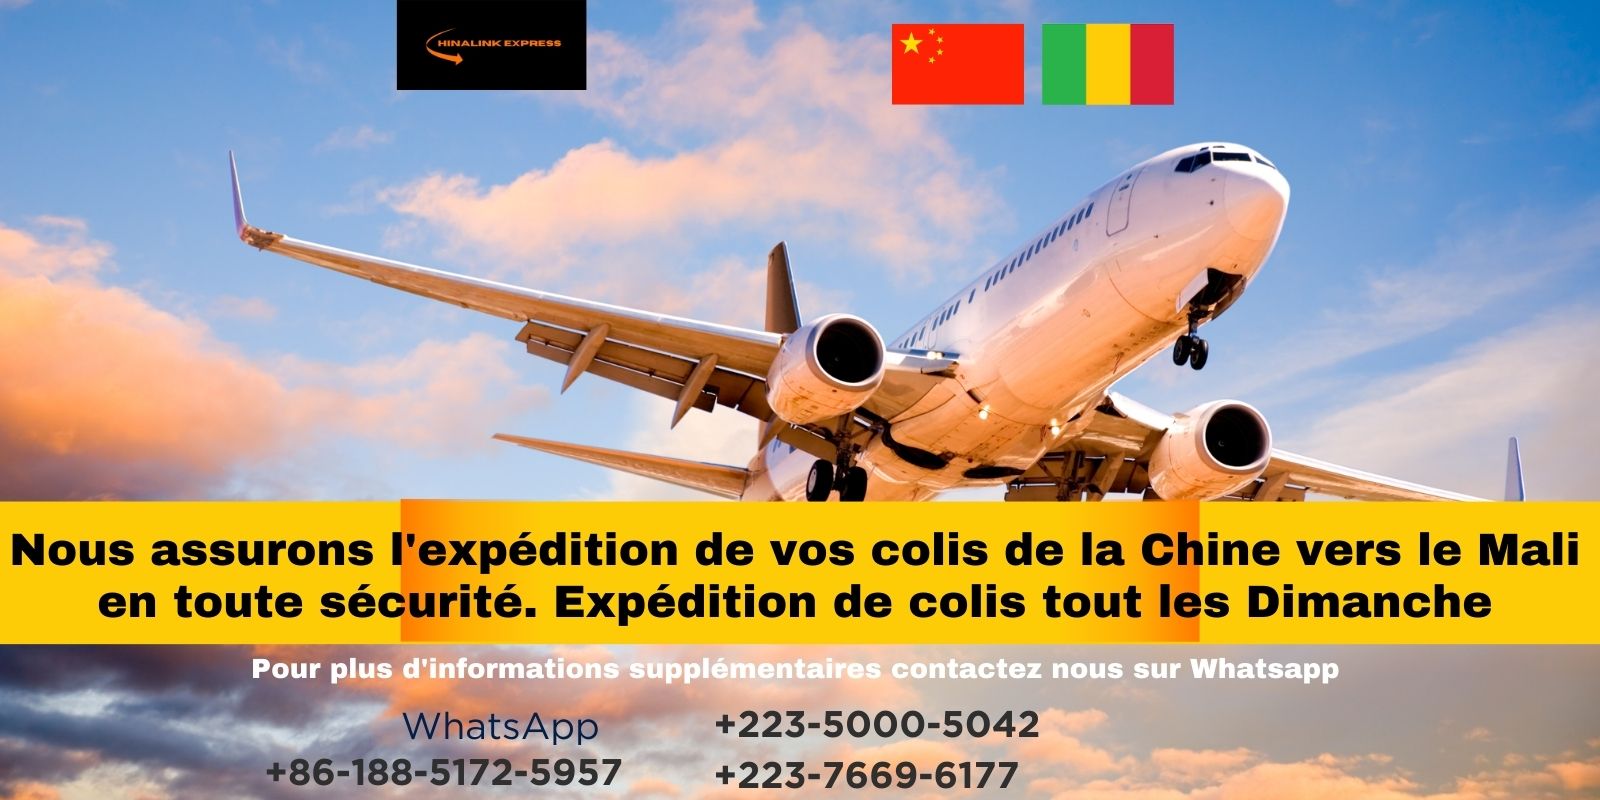 HINALINK EXPRESS
Nous assurons l'expédition de vos colis de la Chine vers le Mali
en toute sécurité. Expédition de colis tout les Dimanche
Pour plus d'informations supplémentaires contactez nous sur Whatsapp
WhatsApp
+86-188-5172-5957
+223-5000-5042
+223-7669-6177